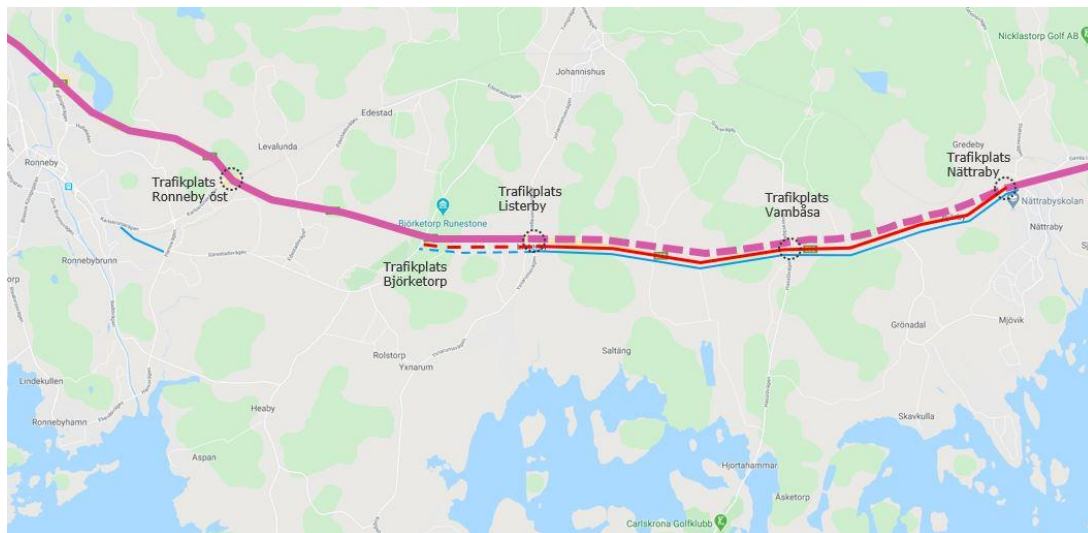 Nicklastorp Golf AB
Johannishus
Edestad
Levalunda
Gredeby
Trafikplats
Nättraby
Ronneby
Trafikplats
Ronneby öst
Trafikplats
Listerby
Trafikplats
Vambåsa
Björketorp Runestone
Nättrabyskolan
Nättraby
Ronnebybrunn
Trafikplats
Björketorp
Mjövik
Grönadal
Saltäng
Rolstorp
Yxnarum
Lindekullen
Ronnebyhamn
Heaby
Skavkulla
Aspan
Hjortahammar
Åsketorp
Carlskrona Golfklubb